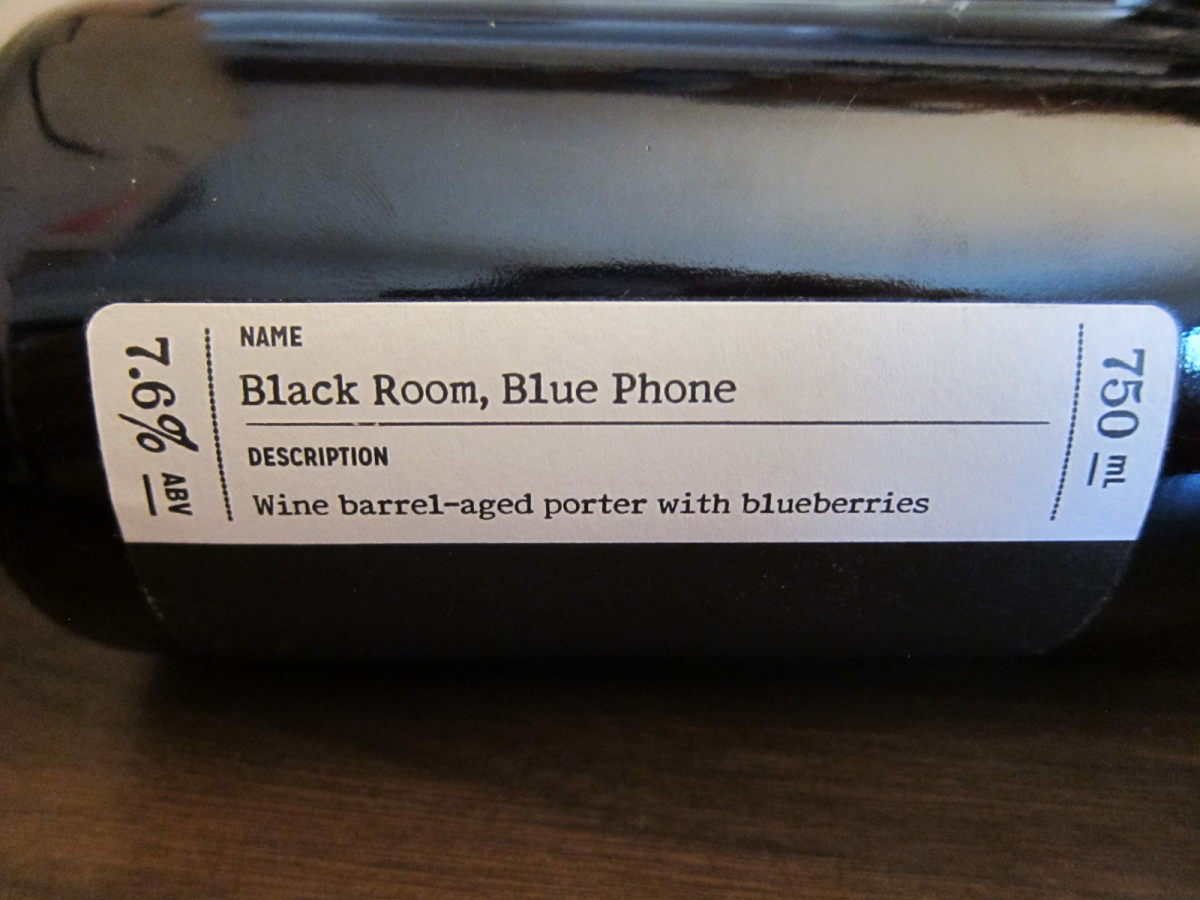 7.6% ABV
NAME
Black Room, Blue Phone
DESCRIPTION
Wine barrel-aged porter with blueberries
750 mL